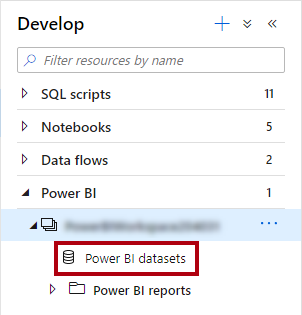 Develop
Filter resources by name
SQL scripts 11
Notebooks 5
Data flows 2
Power BI 1
Power BI datasets
Power BI reports